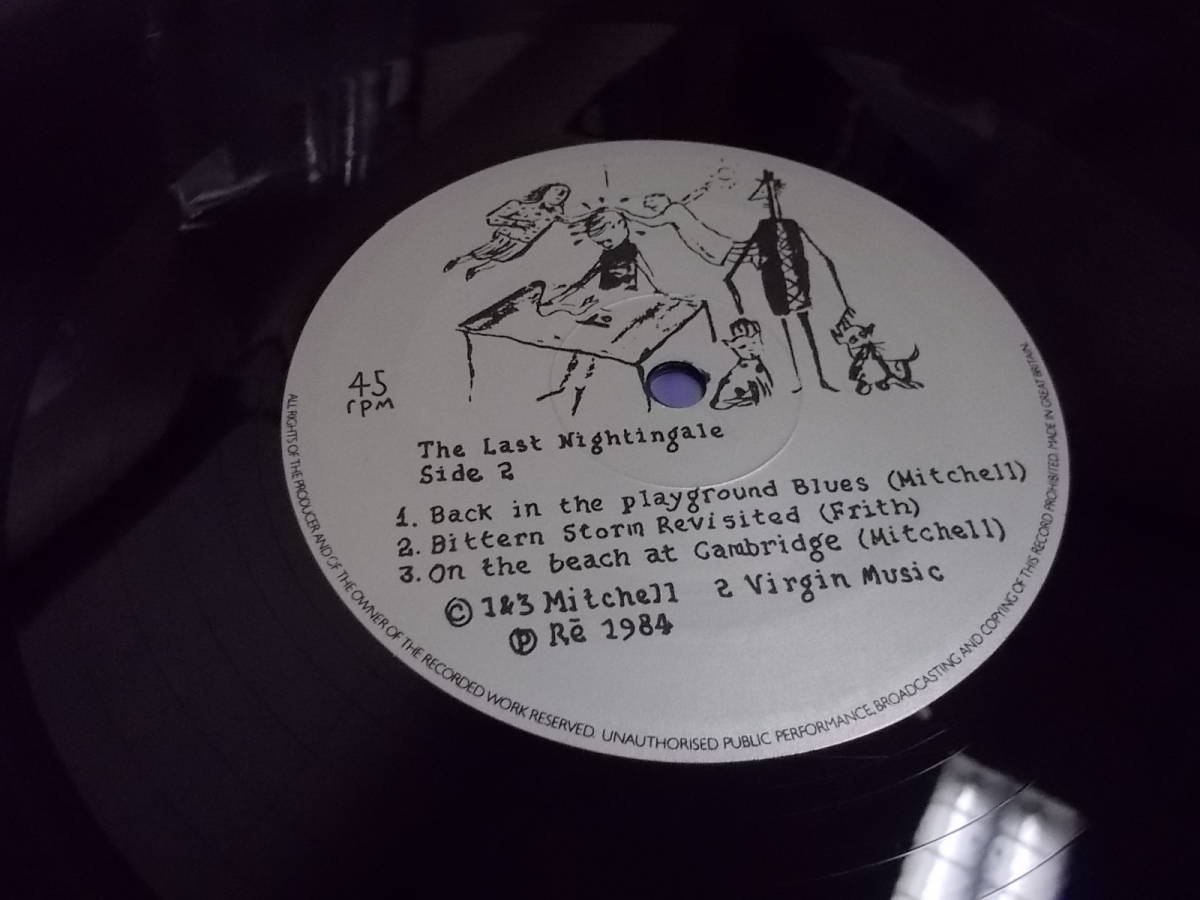 45
rpm
The Last Nightingale
Side 2
1. Back in the playground Blues (Mitchell)
2. Bittern Storm Revisited (Frith)
3. On the beach at Cambridge (Mitchell)
© 1&3 Mitchell 2 Virgin Music
℗ Rē 1984
ALL RIGHTS OF THE PRODUCER AND OF THE OWNER OF THE RECORDED WORK RESERVED. UNAUTHORISED PUBLIC PERFORMANCE, BROADCASTING AND COPYING OF THIS RECORD PROHIBITED. MADE IN GREAT BRITAIN